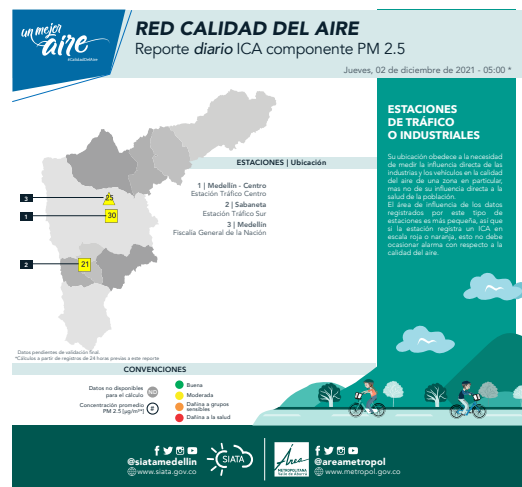 un mejor
aire
#CalidadDelAire
RED CALIDAD DEL AIRE
Reporte diario ICA componente PM 2.5
Jueves, 02 de diciembre de 2021 - 05:00 *
3
25
1
30
2
21
ESTACIONES | Ubicación
1 | Medellín - Centro
Estación Tráfico Centro
2 | Sabaneta
Estación Tráfico Sur
3 | Medellín
Fiscalía General de la Nación
ESTACIONES
DE TRÁFICO
O INDUSTRIALES
Su ubicación obedece a la necesidad
de medir la influencia directa de las
industrias y los vehículos en la calidad
del aire de una zona en particular,
mas no de su influencia directa a la
salud de la población.
El área de influencia de los datos
registrados por este tipo de
estaciones es más pequeña, así que
si la estación registra un ICA en
escala roja o naranja, esto no debe
ocasionar alarma con respecto a la
calidad del aire.
Datos pendientes de validación final.
*Cálculos a partir de registros de 24 horas previas a este reporte
CONVENCIONES
Datos no disponibles
para el cálculo
Concentración promedio
PM 2.5 [µg/m³]
#
Buena
Moderada
Dañina a grupos
sensibles
Dañina a la salud
@siatamedellin
www.siata.gov.co
SIATA
Área
METROPOLITANA
Valle de Aburrá
@areametropol
www.metropol.gov.co